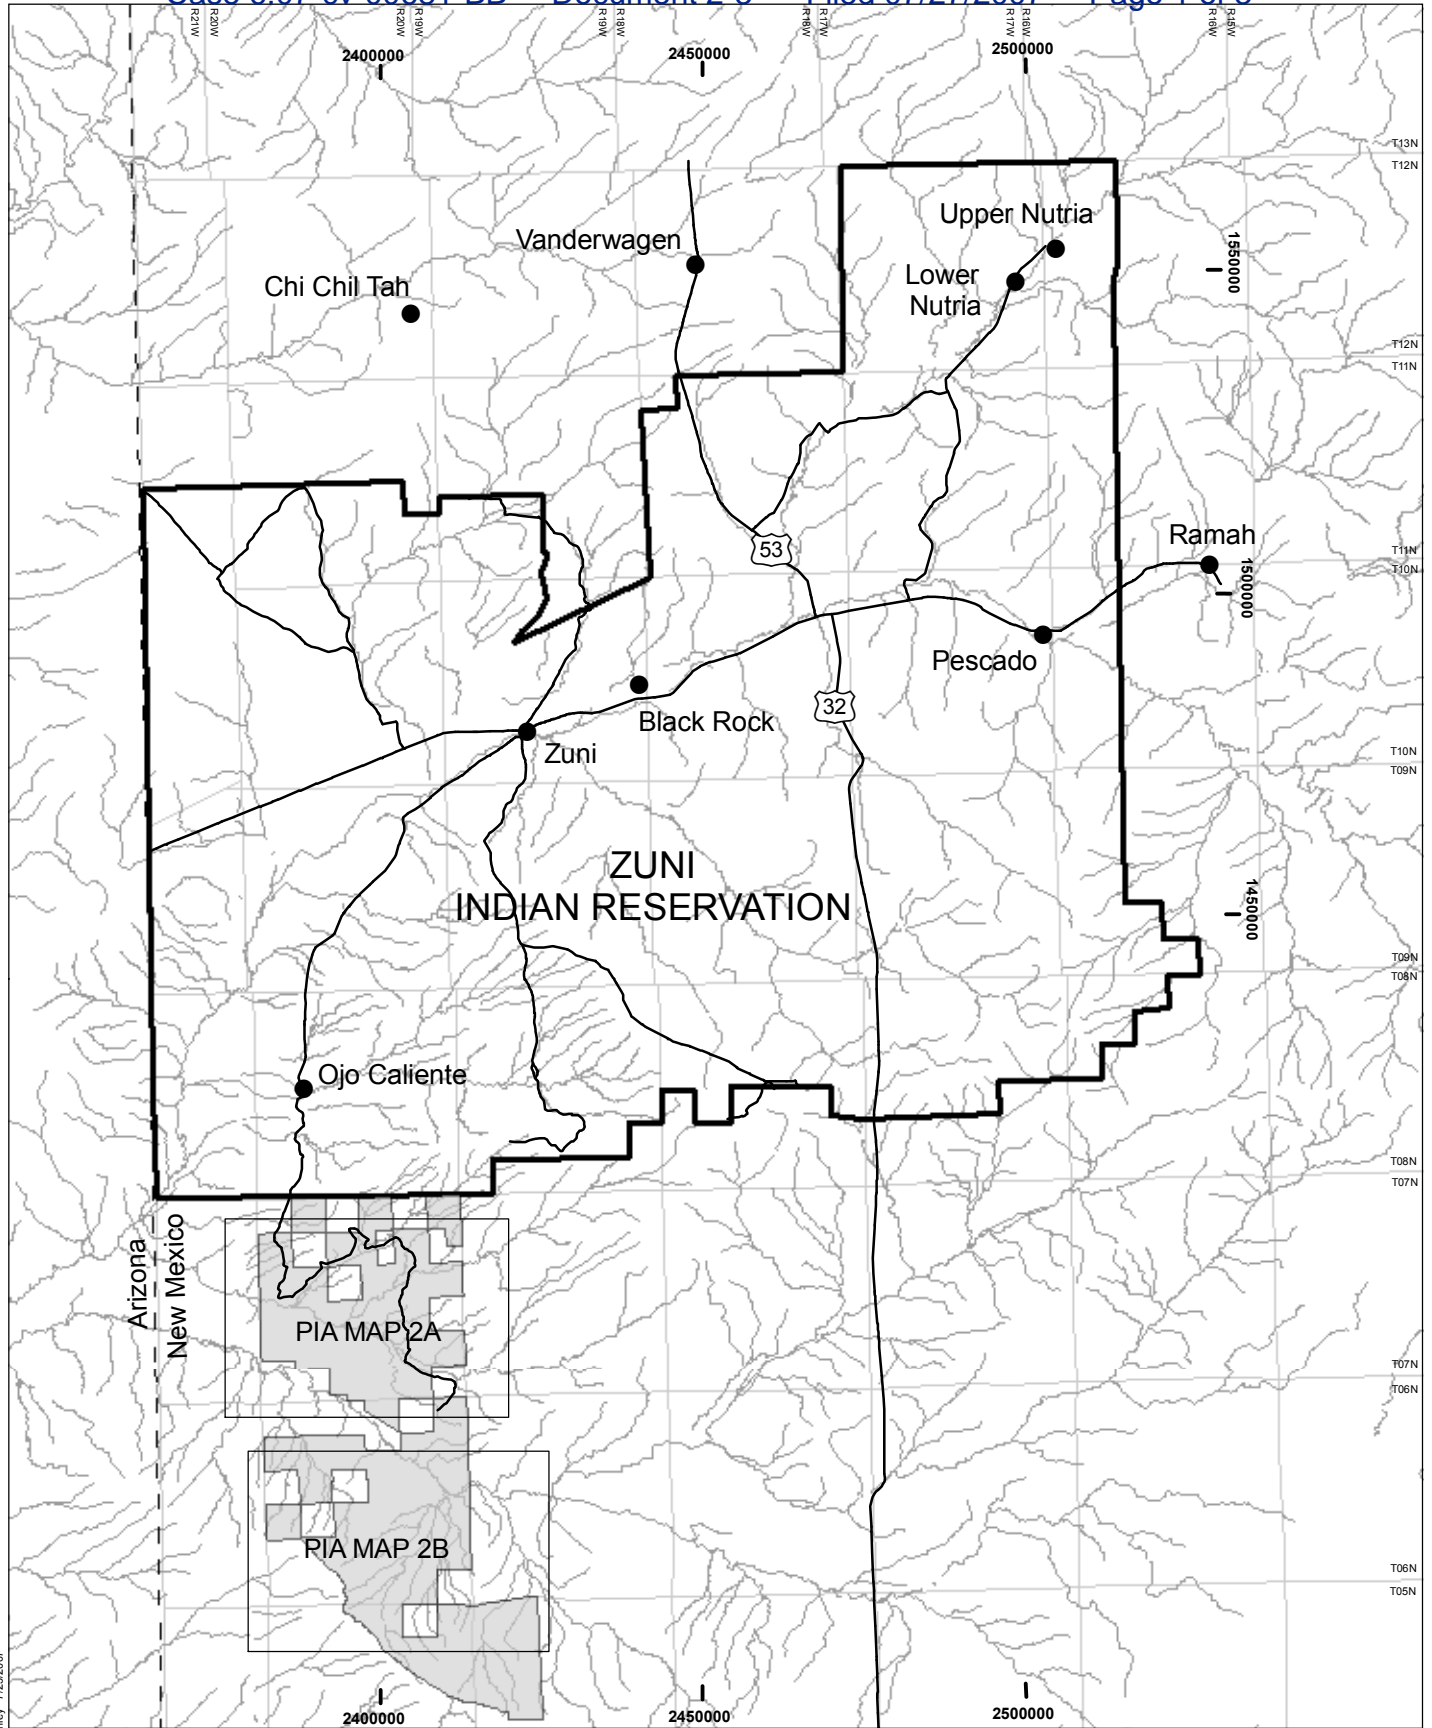 R21W
R20W
R20W
R19W
R19W
R18W
R18W
R17W
R17W
R16W
R16W
R15W
2400000
2450000
2500000
T13N
T12N
Upper Nutria
Vanderwagen
1550000
Lower
Nutria
Chi Chil Tah
T12N
T11N
Ramah
53
T11N
T10N
1500000
Pescado
32
Black Rock
Zuni
T10N
T09N
ZUNI
INDIAN RESERVATION
1450000
T09N
T08N
Ojo Caliente
T08N
T07N
Arizona
New Mexico
PIA MAP 2A
T07N
T06N
PIA MAP 2B
T06N
T05N
2400000
2450000
2500000